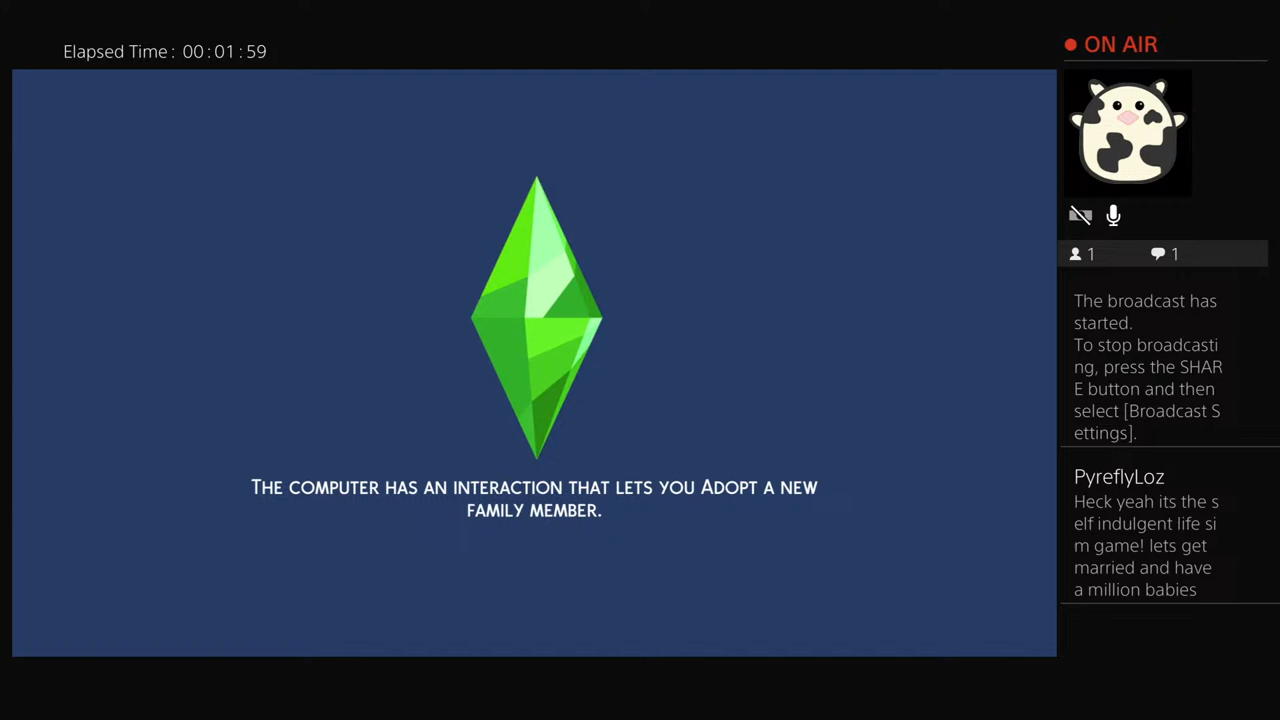 Elapsed Time: 00:01:59
ON AIR
1
1
The broadcast has
started.
To stop broadcasti
ng, press the SHAR
E button and then
select [Broadcast S
ettings].
PyreflyLoz
Heck yeah its the s
elf indulgent life si
m game! lets get
married and have
a million babies
THE COMPUTER HAS AN INTERACTION THAT LETS YOU ADOPT A NEW
FAMILY MEMBER.